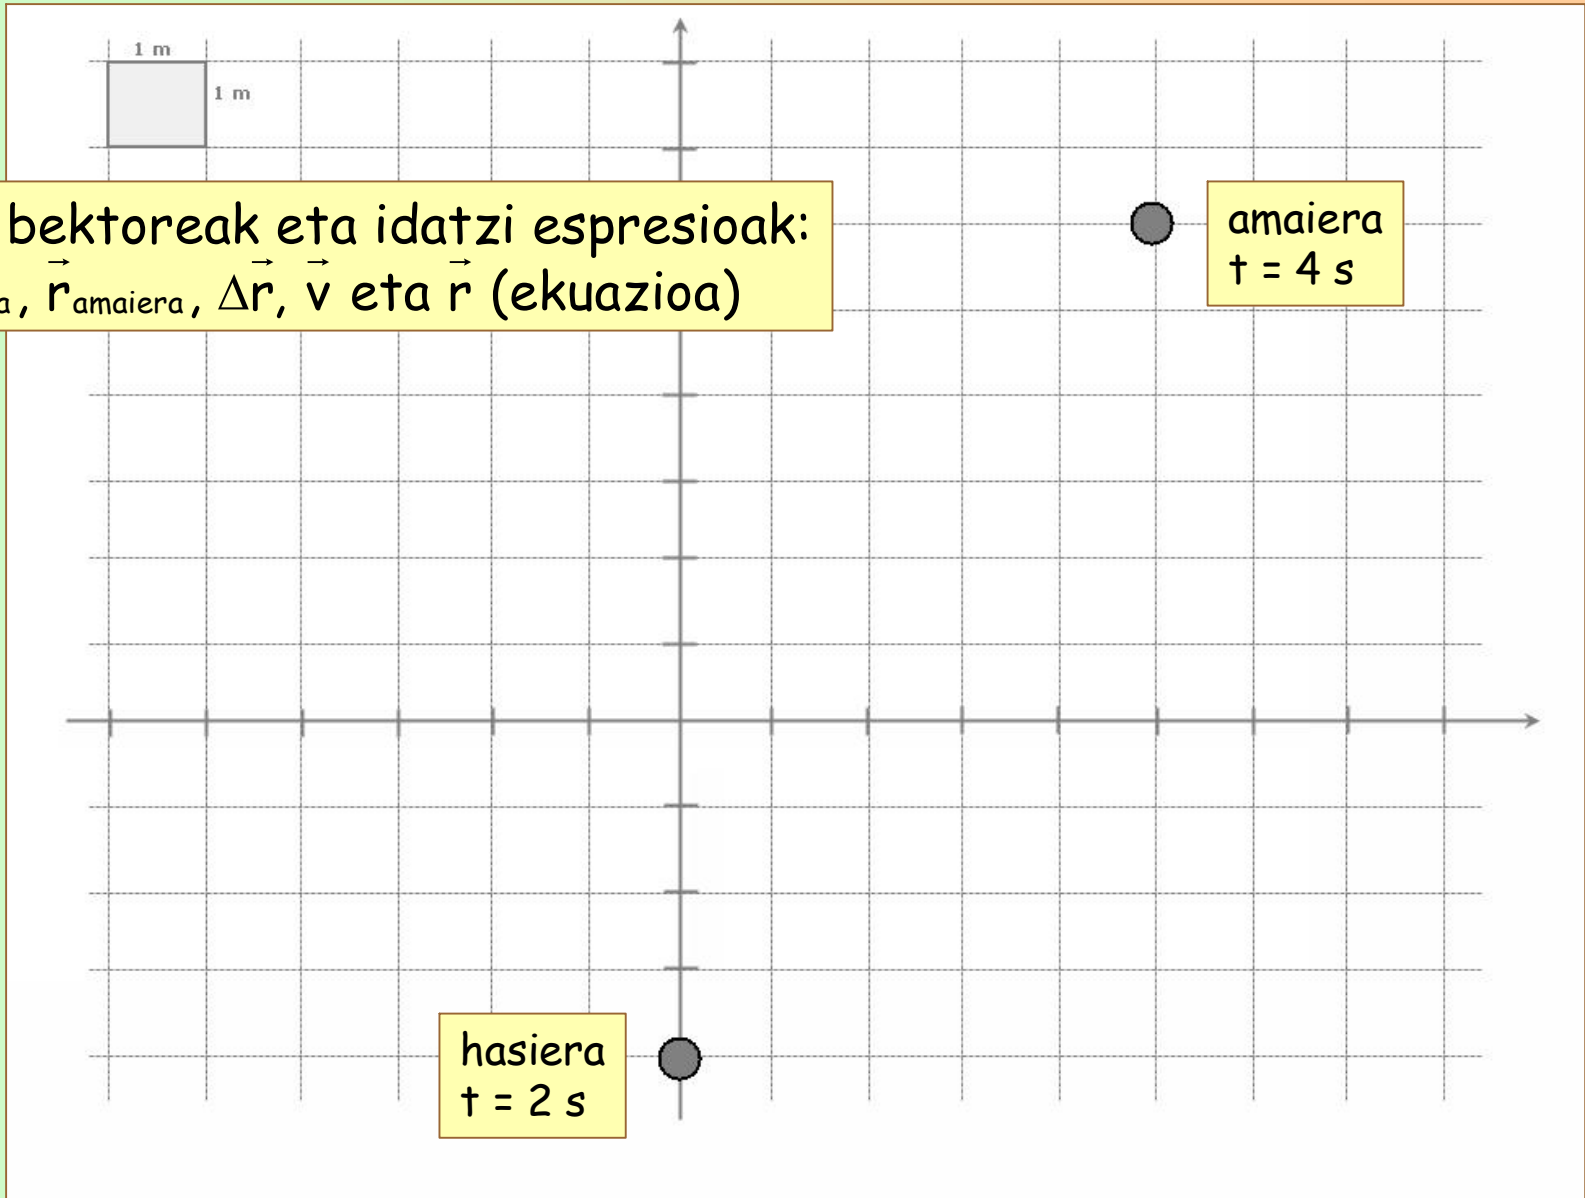 1 m
1 m
bektoreak eta idatzi espresioak:
a, r⃗amaiera, Δr⃗, v⃗ eta r⃗ (ekuazioa)
amaiera
t = 4 s
hasiera
t = 2 s